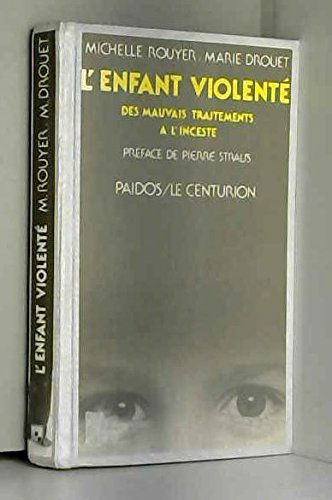 MICHELLE ROUYER . MARIE DROUET
L'ENFANT VIOLENTÉ
DES MAUVAIS TRAITEMENTS
A L'INCESTE
PRÉFACE DE PIERRE STRAUS
PAIDOS/LE CENTURION
L'ENFANT VIOLENTÉ M. ROUYER . M. DROUET